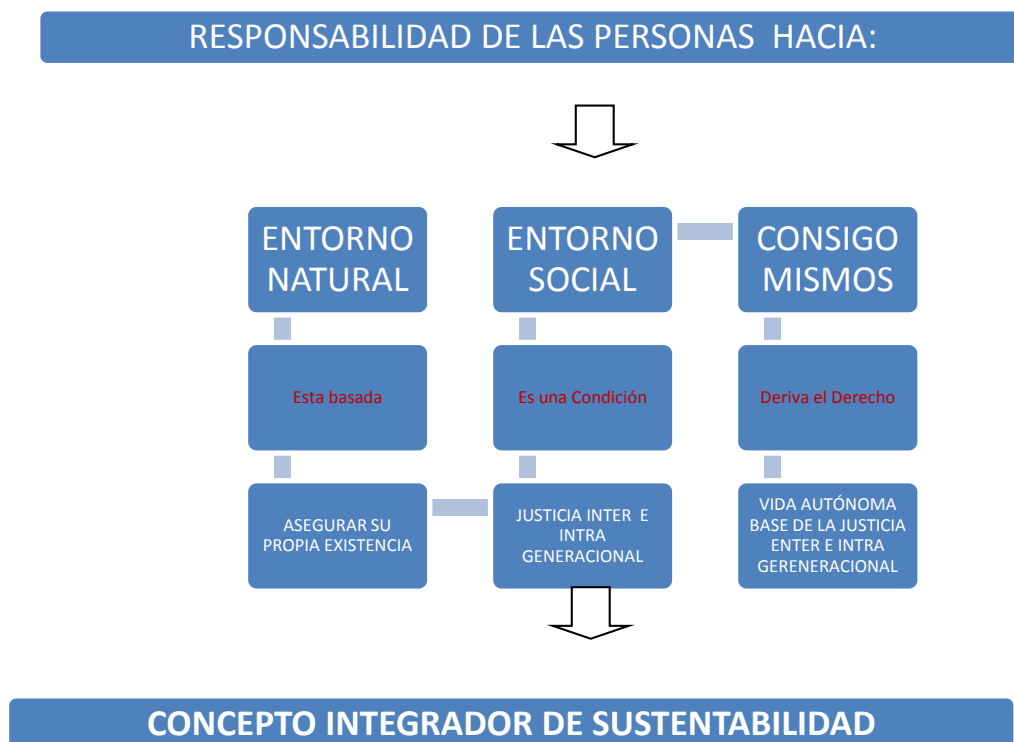 RESPONSABILIDAD DE LAS PERSONAS HACIA:
ENTORNO
NATURAL
Esta basada
ASEGURAR SU
PROPIA EXISTENCIA
ENTORNO
SOCIAL
Es una Condición
JUSTICIA INTER E
INTRA
GENERACIONAL
CONSIGO
MISMOS
Deriva el Derecho
VIDA AUTÓNOMA
BASE DE LA JUSTICIA
ENTER E INTRA
GERENERACIONAL
CONCEPTO INTEGRADOR DE SUSTENTABILIDAD